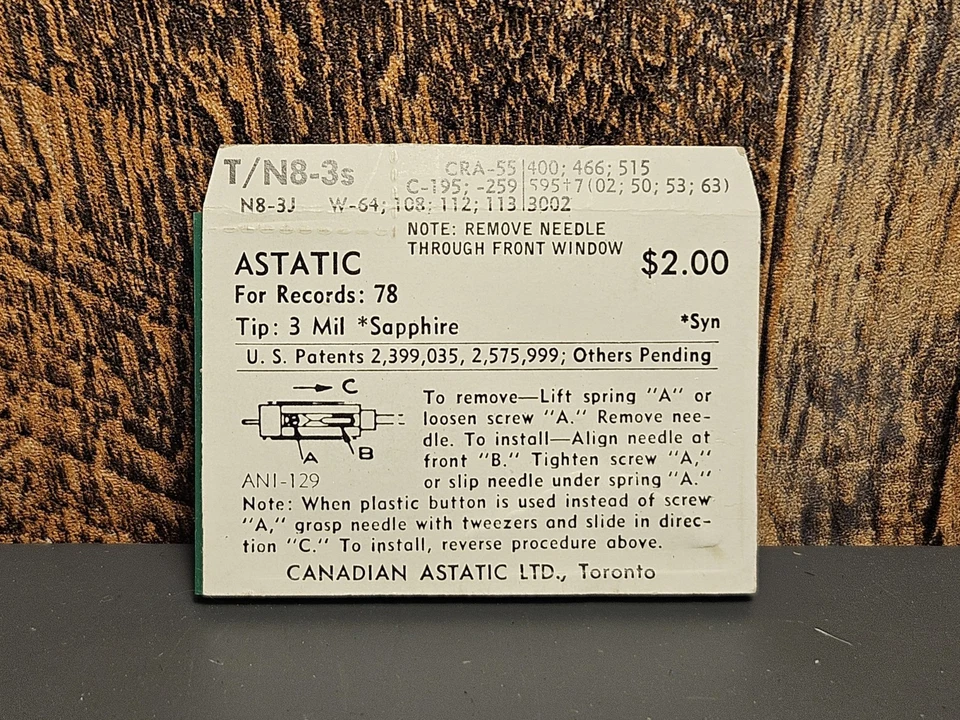 T/N8-3s
CRA-55 400; 466; 515
C-195; -259 595†7(02; 50; 53; 63)
N8-3J W-64; 108; 112; 113 3002
NOTE: REMOVE NEEDLE
THROUGH FRONT WINDOW
ASTATIC $2.00
For Records: 78
Tip: 3 Mil *Sapphire *Syn
U. S. Patents 2,399,035, 2,575,999; Others Pending
C
A
B
ANI-129
To remove—Lift spring "A" or
loosen screw "A." Remove nee-
dle. To install—Align needle at
front "B." Tighten screw "A,"
or slip needle under spring "A."
Note: When plastic button is used instead of screw
"A," grasp needle with tweezers and slide in direc-
tion "C." To install, reverse procedure above.
CANADIAN ASTATIC LTD., Toronto